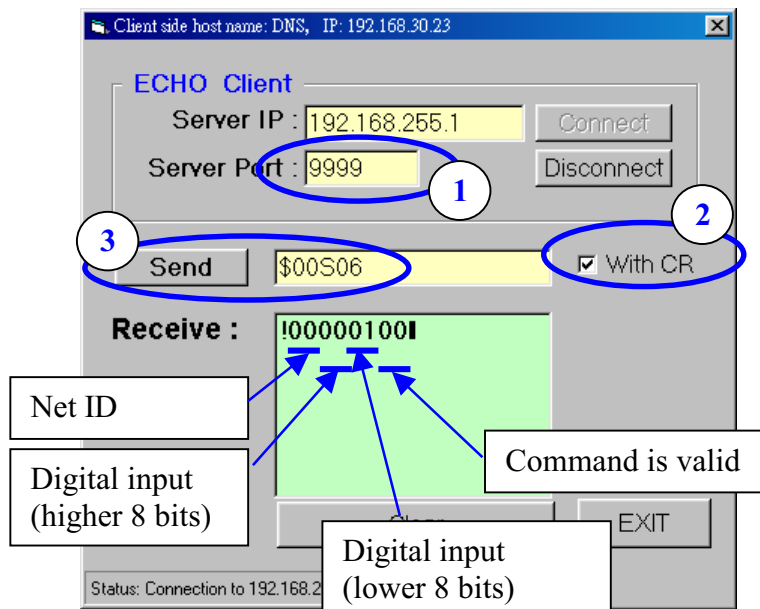 Client side host name: DNS, IP: 192.168.30.23
ECHO Client
Server IP : 192.168.255.1 Connect
Server Port : 9999 Disconnect
1
2
3
Send $00S06 With CR
Receive : !00000100
Net ID
Command is valid
Digital input
(higher 8 bits)
EXIT
Digital input
(lower 8 bits)
Status: Connection to 192.168.2